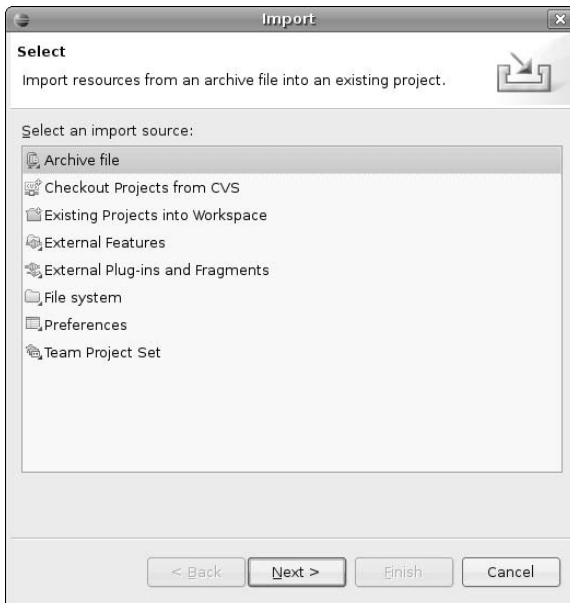 Import
Select
Import resources from an archive file into an existing project.
Select an import source:
Archive file
Checkout Projects from CVS
Existing Projects into Workspace
External Features
External Plug-ins and Fragments
File system
Preferences
Team Project Set
< Back Next > Finish Cancel